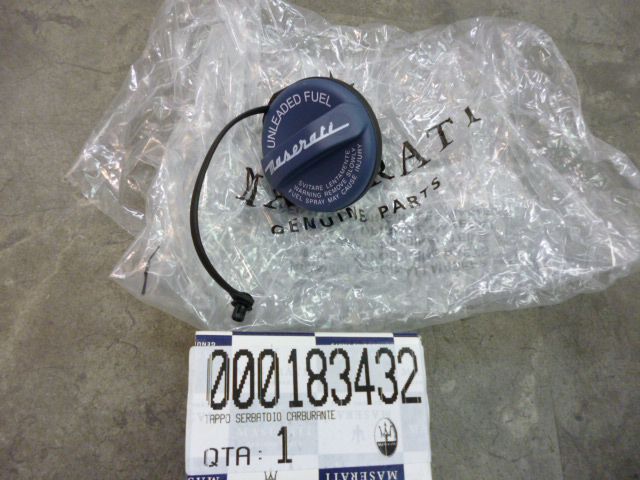 UNLEADED FUEL
Maserati
SVITARE LENTAMENTE
WARNING REMOVE SLOWLY
FUEL SPRAY MAY CAUSE INJURY
MASERATI
GENUINE PARTS
000183432
TAPPO SERBATOIO CARBURANTE
QTA: 1
MASERATI
MASERATI